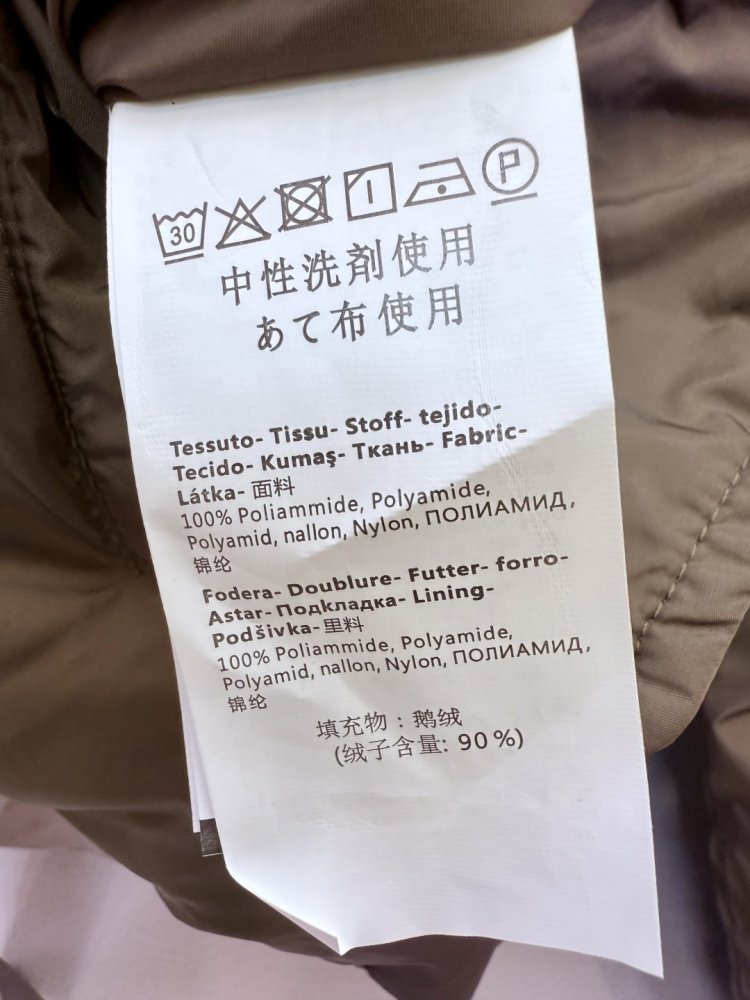 30 P
中性洗剤使用
あて布使用
Tessuto- Tissu- Stoff- tejido-
Tecido- Kumaş- Ткань- Fabric-
Látka- 面料
100% Poliammide, Polyamide,
Polyamid, nallon, Nylon, ПОЛИАМИД,
锦纶
Fodera- Doublure- Futter- forro-
Astar- Подкладка- Lining-
Podšivka- 里料
100% Poliammide, Polyamide,
Polyamid, nallon, Nylon, ПОЛИАМИД,
锦纶
填充物：鹅绒
(绒子含量: 90%)